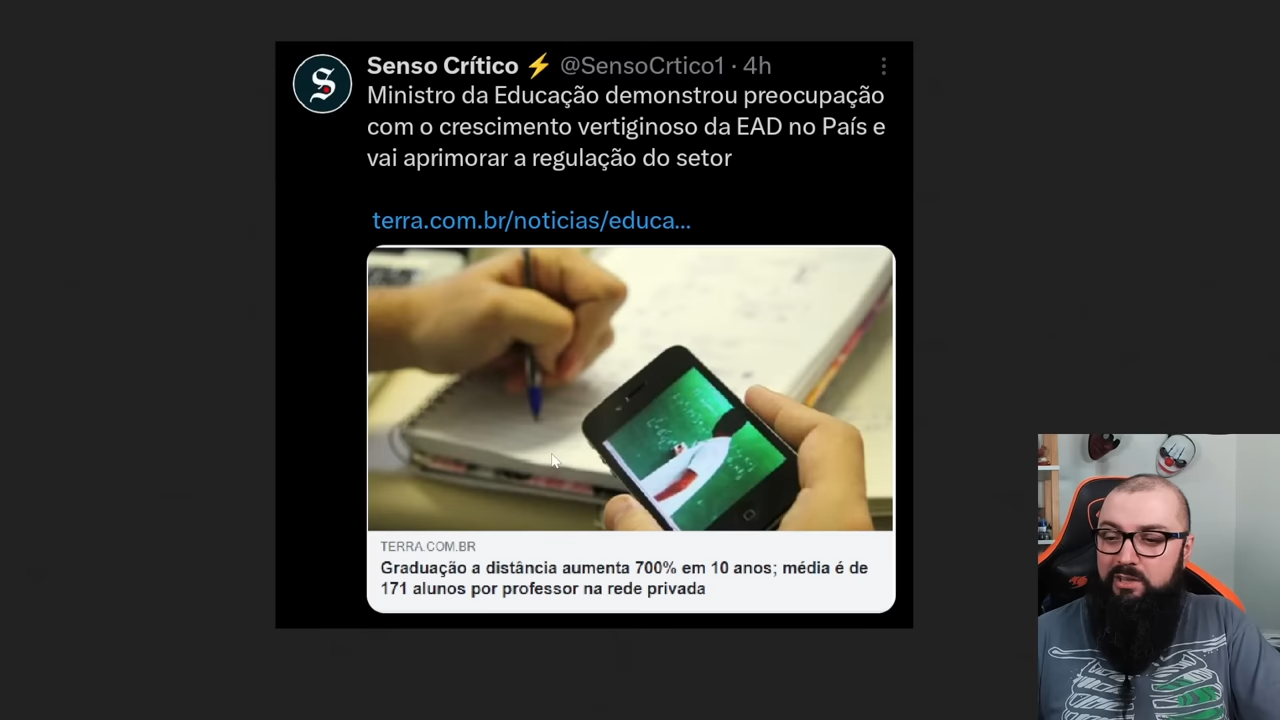 Senso Crítico ⚡ @SensoCrtico1 · 4h
Ministro da Educação demonstrou preocupação
com o crescimento vertiginoso da EAD no País e
vai aprimorar a regulação do setor
terra.com.br/noticias/educa...
TERRA.COM.BR
Graduação a distância aumenta 700% em 10 anos; média é de
171 alunos por professor na rede privada